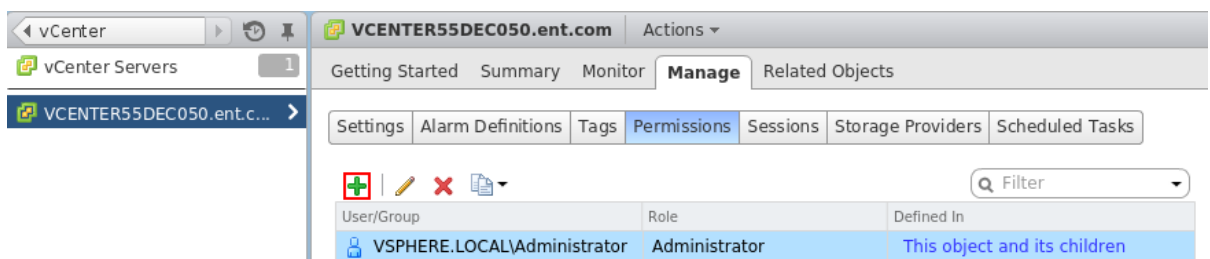 vCenter
VCENTER55DEC050.ent.com Actions
vCenter Servers 1
Getting Started Summary Monitor Manage Related Objects
VCENTER55DEC050.ent.c...
Settings Alarm Definitions Tags Permissions Sessions Storage Providers Scheduled Tasks
Filter
User/Group Role Defined In
VSPHERE.LOCAL\Administrator Administrator This object and its children